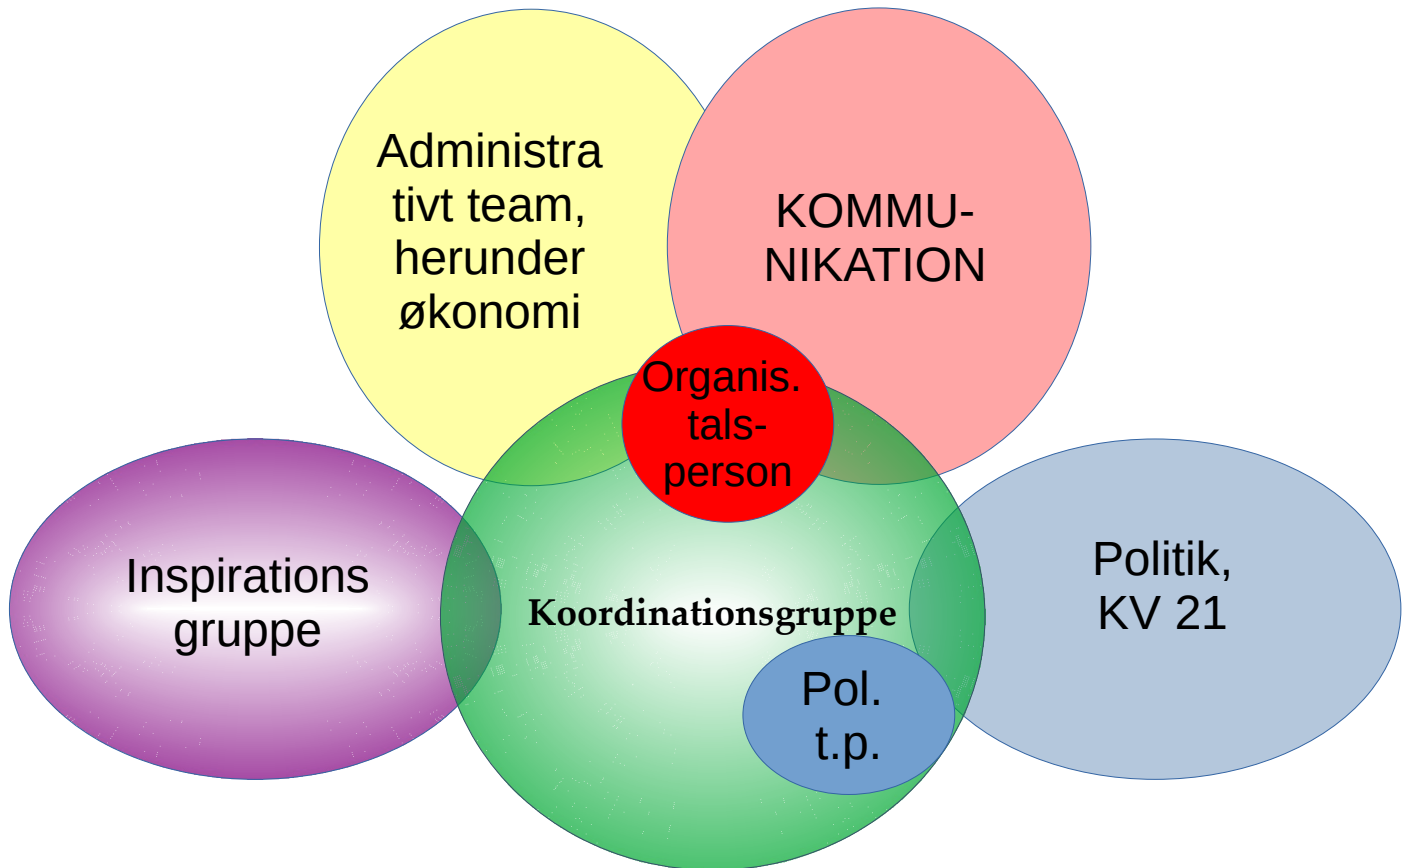 Administra
tivt team,
herunder
økonomi
KOMMU-
NIKATION
Organis.
tals-
person
Inspirations
gruppe
Koordinationsgruppe
Politik,
KV 21
Pol.
t.p.